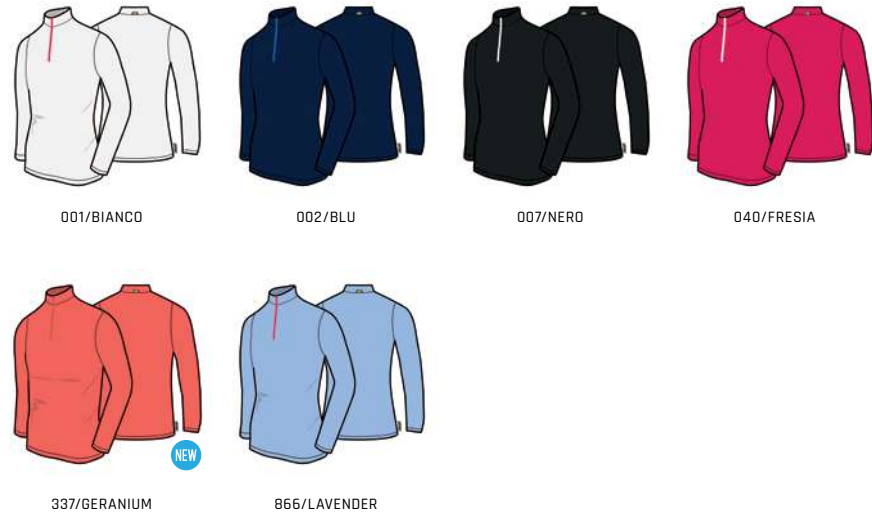 001/BIANCO
002/BLU
007/NERO
040/FRESIA
NEW
337/GERANIUM
866/LAVENDER